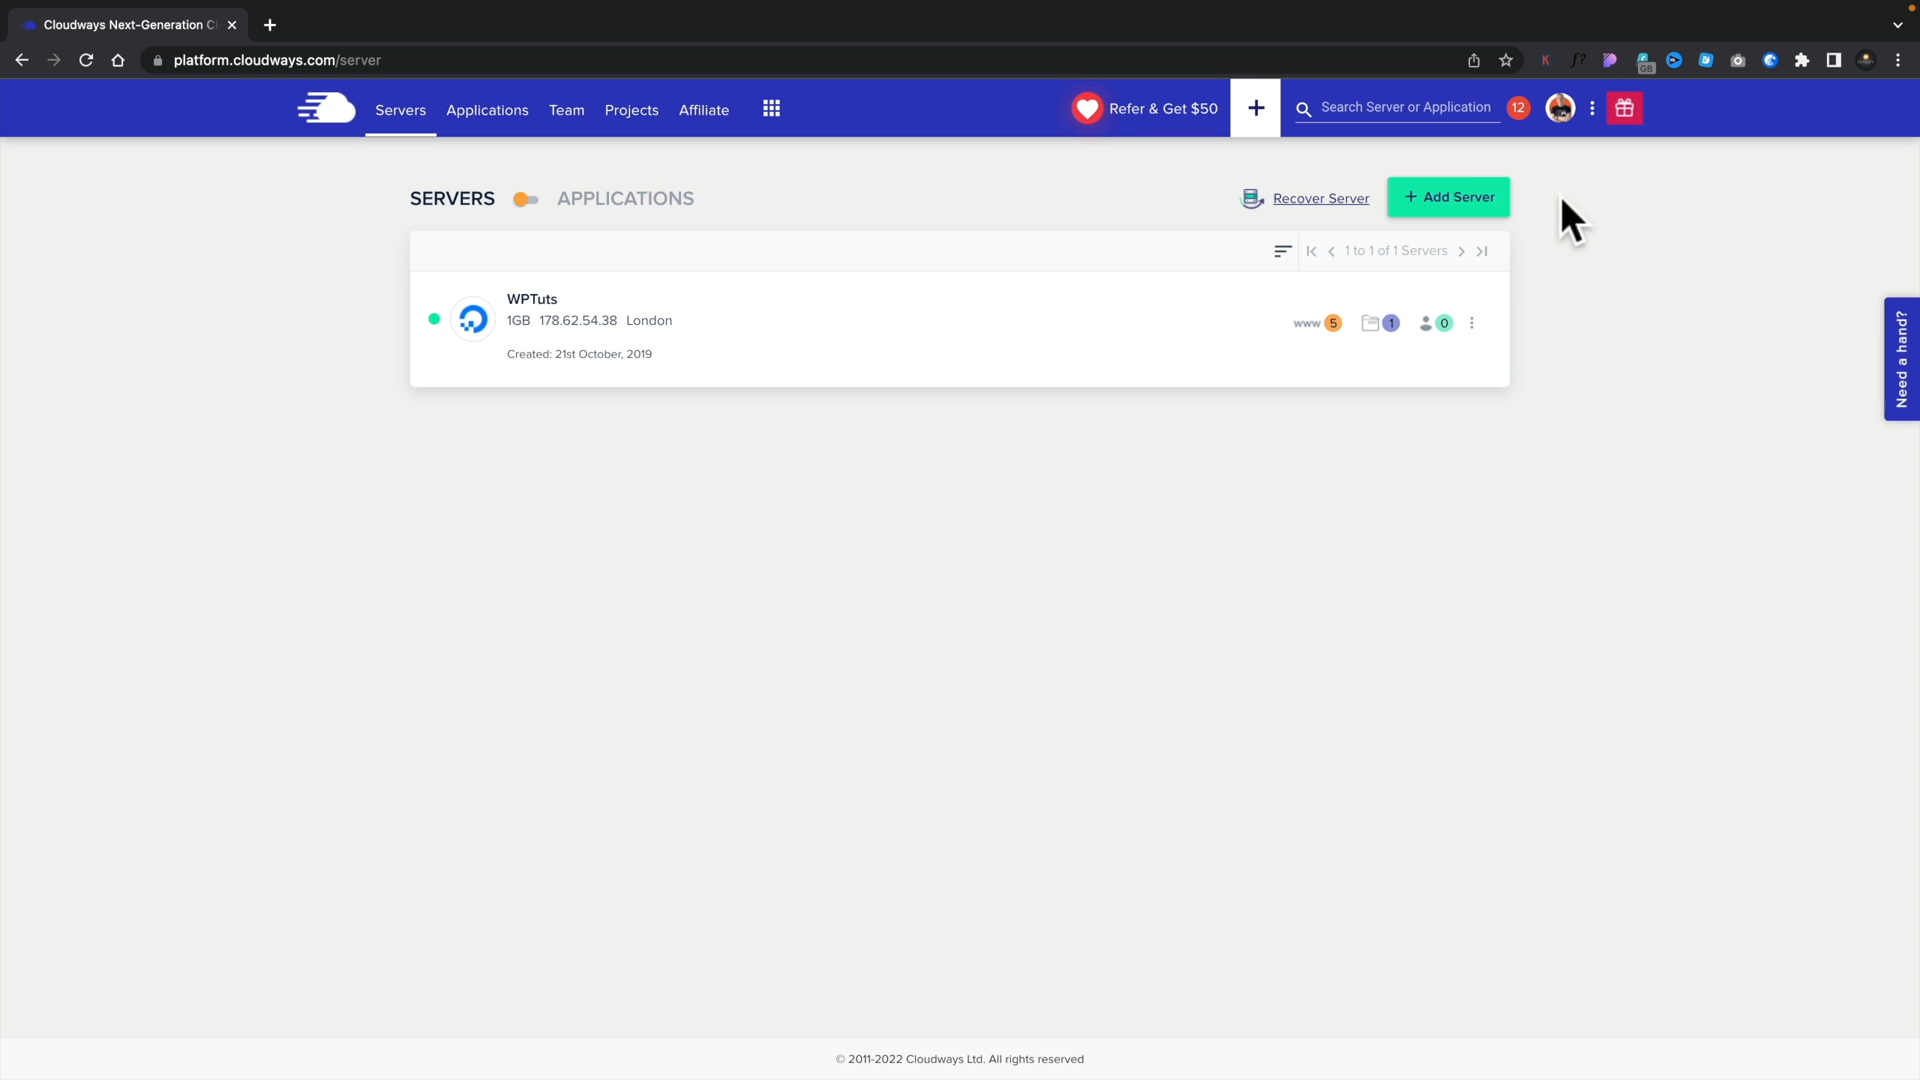 Cloudways Next-Generation C
platform.cloudways.com/server
K
f?
GB
Servers
Applications
Team
Projects
Affiliate
Refer & Get $50
Search Server or Application
12
SERVERS
APPLICATIONS
Recover Server
+ Add Server
1 to 1 of 1 Servers
WPTuts
1GB 178.62.54.38 London
Created: 21st October, 2019
www 5
1
0
Need a hand?
© 2011-2022 Cloudways Ltd. All rights reserved